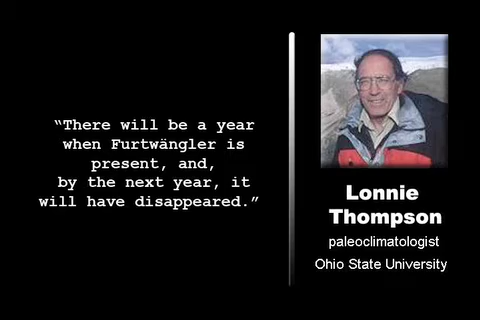 “There will be a year
when Furtwängler is
present, and,
by the next year, it
will have disappeared.”
Lonnie
Thompson
paleoclimatologist
Ohio State University